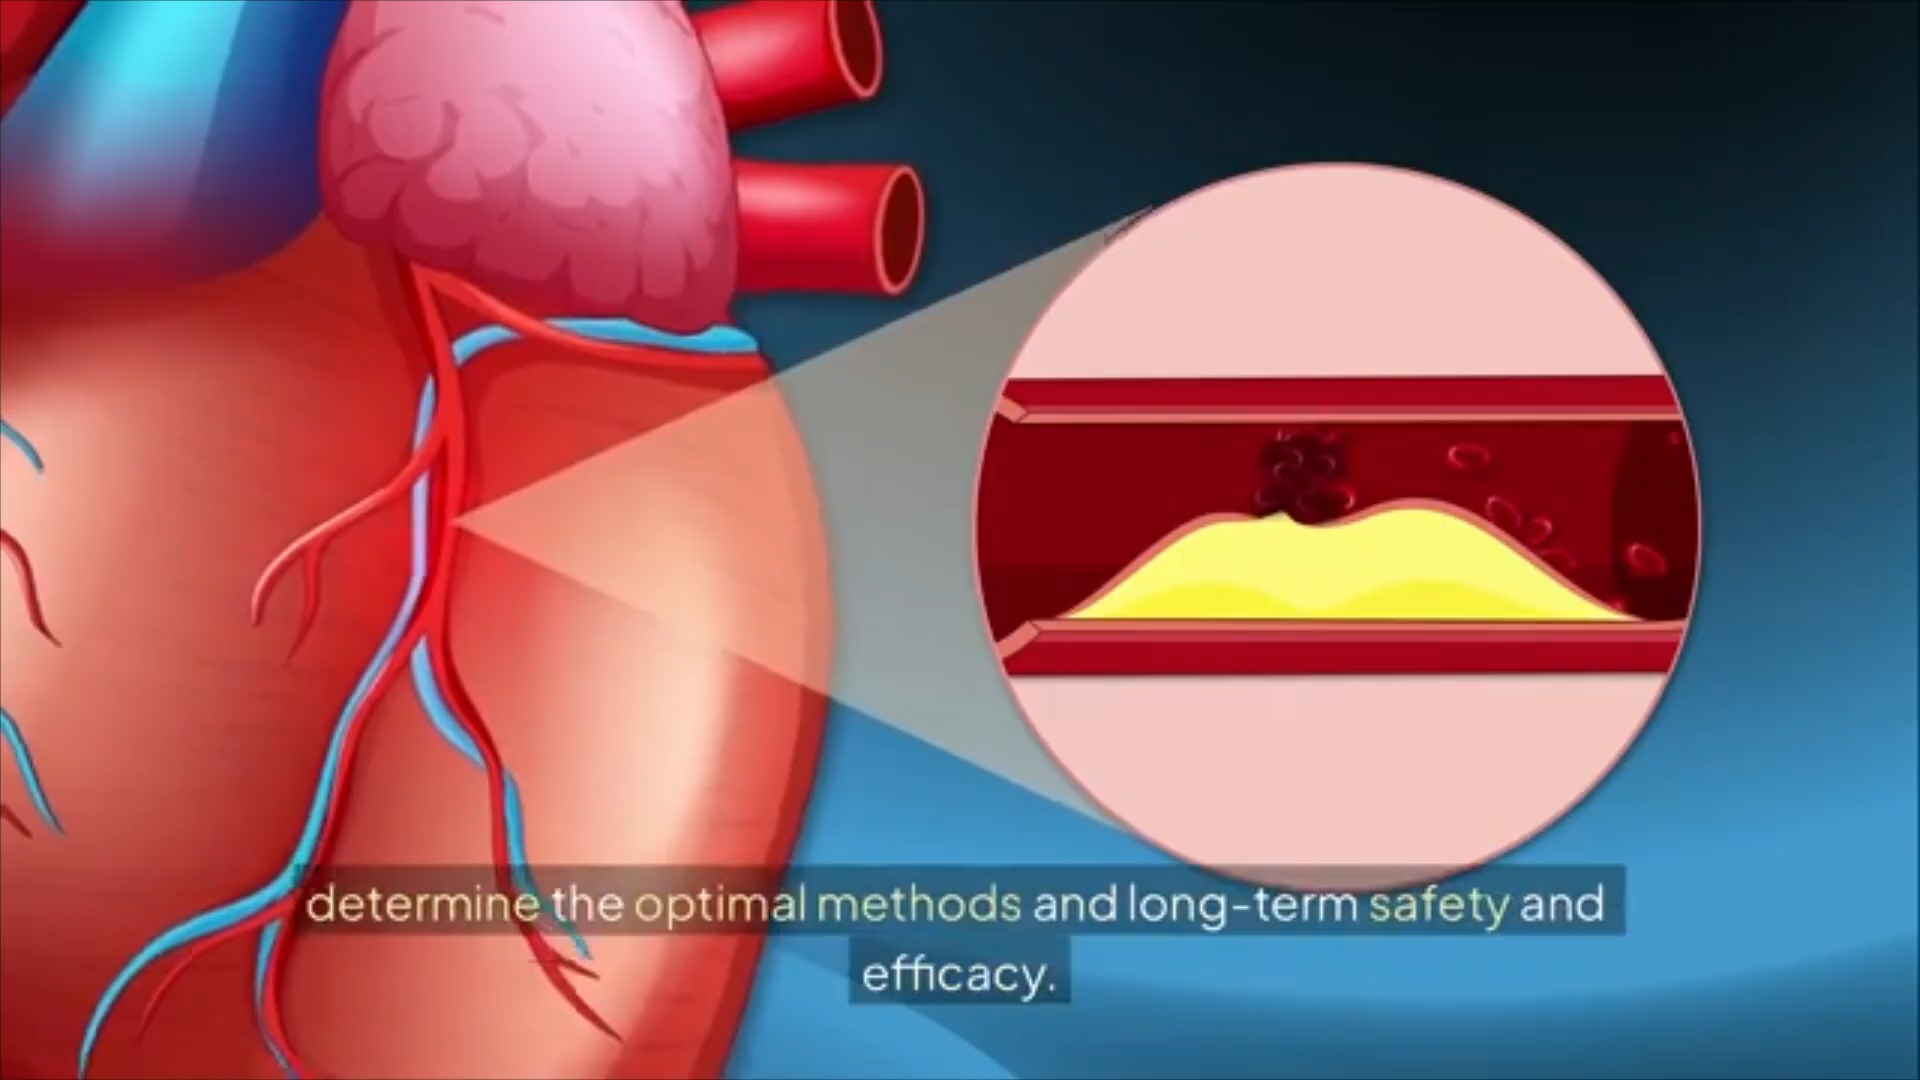 determine the optimal methods and long-term safety and
efficacy.